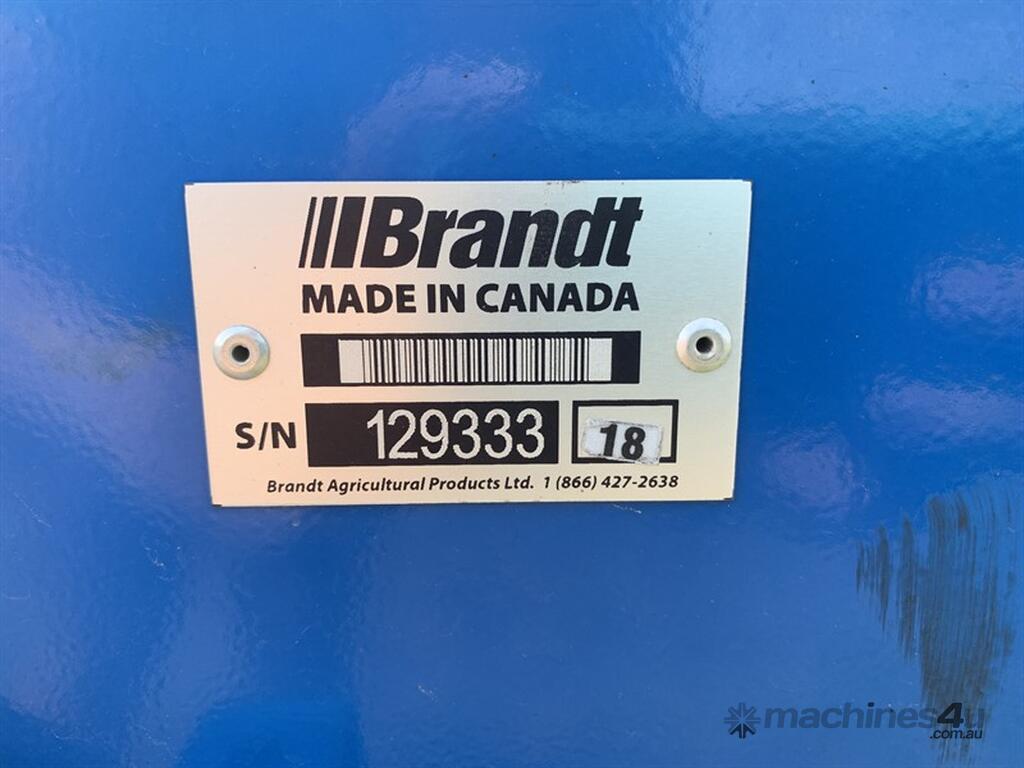 Brandt
MADE IN CANADA
S/N 129333 18
Brandt Agricultural Products Ltd. 1 (866) 427-2638
machines4u
.com.au